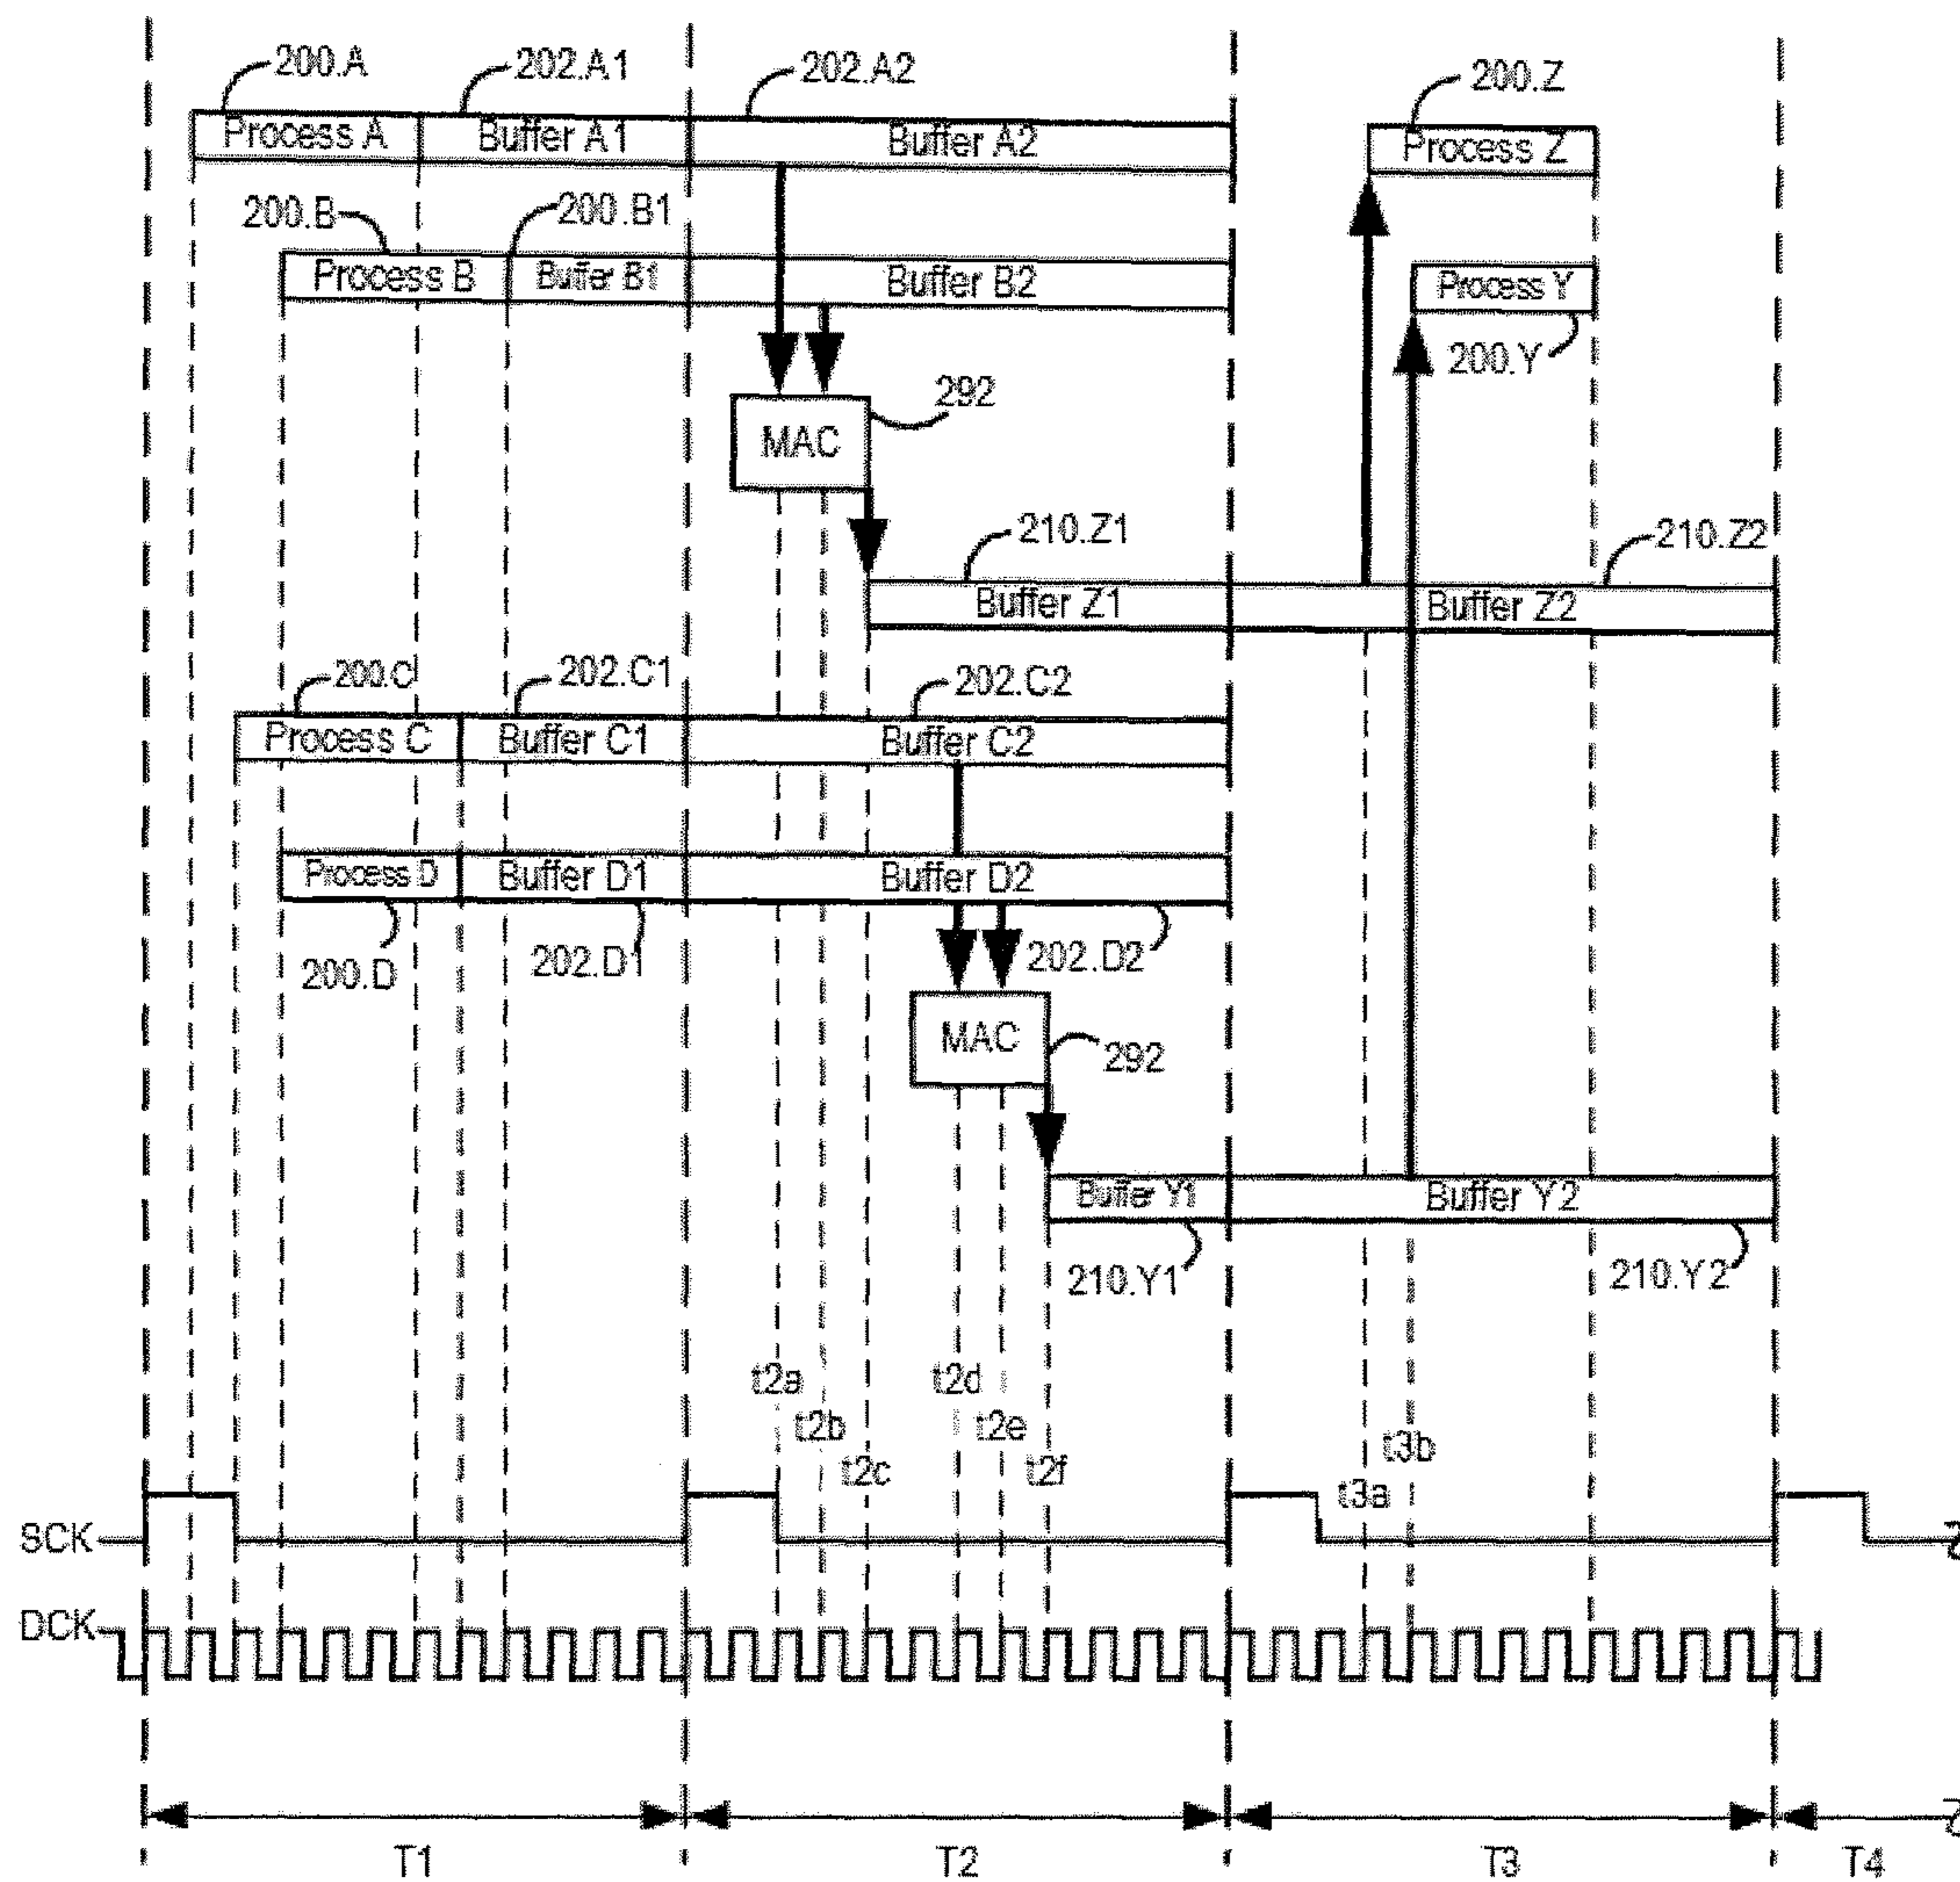 200.A
202.A1
202.A2
200.Z
Process A
Buffer A1
Buffer A2
Process Z
200.B
200.B1
Process B
Buffer B1
Buffer B2
Process Y
200.Y
292
MAC
210.Z1
210.Z2
Buffer Z1
Buffer Z2
200.C
202.C1
202.C2
Process C
Buffer C1
Buffer C2
Process D
Buffer D1
Buffer D2
200.D
202.D1
202.D2
MAC
292
Buffer Y1
Buffer Y2
210.Y1
210.Y2
t2a
t2d
t2b
t2e
t3b
t2c
t2f
t3a
SCK
DCK
T1
T2
T3
T4